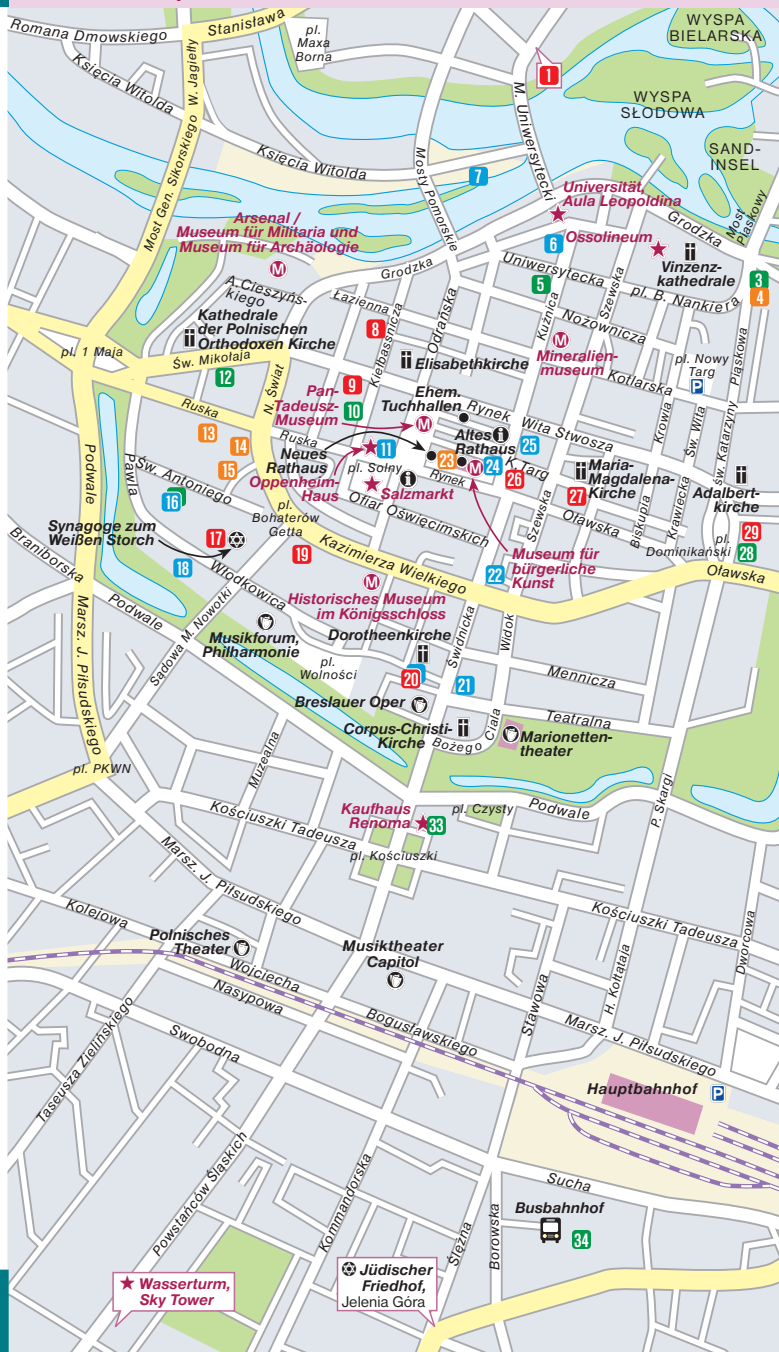 Romana Dmowskiego
Stanisława
pl.
Maxa
Borna
WYSPA
BIELARSKA
1
Księcia Witolda
W. Jagiełły
M. Uniwersytecki
WYSPA
SŁODOWA
SAND-
INSEL
Most Gen. Sikorskiego
Księcia Witolda
Mosty Pomorskie
7
Universität,
Aula Leopoldina
Arsenal /
Museum für Militaria und
Museum für Archäologie
M
6
Ossolineum
Grodzka
Most
Piaskowy
Vinzenz-
kathedrale
Grodzka
Uniwersytecka
5
Szewska
pl. B. Nankiera
3
4
A.Cieszyńs-
kiego
Łazienna
Kiełbaśnicza
Odrańska
Kuźnica
Nożownicza
Piaskowa
Kathedrale
der Polnischen
Orthodoxen Kirche
8
Elisabethkirche
M
Mineralien-
museum
pl. Nowy
Targ
P
Kotlarska
pl. 1 Maja
Św. Mikołaja
12
N. Świat
9
10
Pan-
Tadeusz-
Museum
Ehem.
Tuchhallen
M
Rynek
Wita Stwosza
Krowia
Św. Wita
św. Katarzyny
Ruska
13
14
15
Ruska
Neues
Rathaus
Oppenheim-
Haus
11
pl. Solny
Salzmarkt
Altes
Rathaus
i
25
23
24
M
Rynek
K. Targ
26
Maria-
Magdalena-
Kirche
27
Adalbert-
kirche
Podwale
Pawła
Św. Antoniego
16
pl.
Bohaterów
Getta
Ofiar Oświęcimskich
Szewska
Oławska
Biskupia
Krawiecka
29
pl.
Dominikański
28
Synagoge zum
Weißen Storch
17
18
19
Kazimierza Wielkiego
Museum für
bürgerliche
Kunst
22
Oławska
Braniborska
Podwale
Włodkowica
M
Historisches Museum
im Königsschloss
Sądowa M. Nowotki
Musikforum,
Philharmonie
Dorotheenkirche
Świdnicka
Widok
Mennicza
pl.
Wolności
20
21
Breslauer Oper
Teatralna
Marsz. J. Piłsudskiego
Corpus-Christi-
Kirche
Bożego
Ciała
Marionetten-
theater
pl. PKWN
Muzealna
Kaufhaus
Renoma
33
pl. Czysty
Podwale
P. Skargi
Kościuszki Tadeusza
pl. Kościuszki
Marsz. J. Piłsudskiego
Kolejowa
Polnisches
Theater
Wojciecha
Nasypowa
Musiktheater
Capitol
Kościuszki Tadeusza
H. Kołłataja
Dworcowa
Stawowa
Bogusławskiego
Marsz. J. Piłsudskiego
Taseusza Zielińskiego
Swobodna
Hauptbahnhof
P
Powstańców Śląskich
Kommandorska
Ślężna
Borowska
Sucha
Busbahnhof
34
Wasserturm,
Sky Tower
Jüdischer
Friedhof,
Jelenia Góra